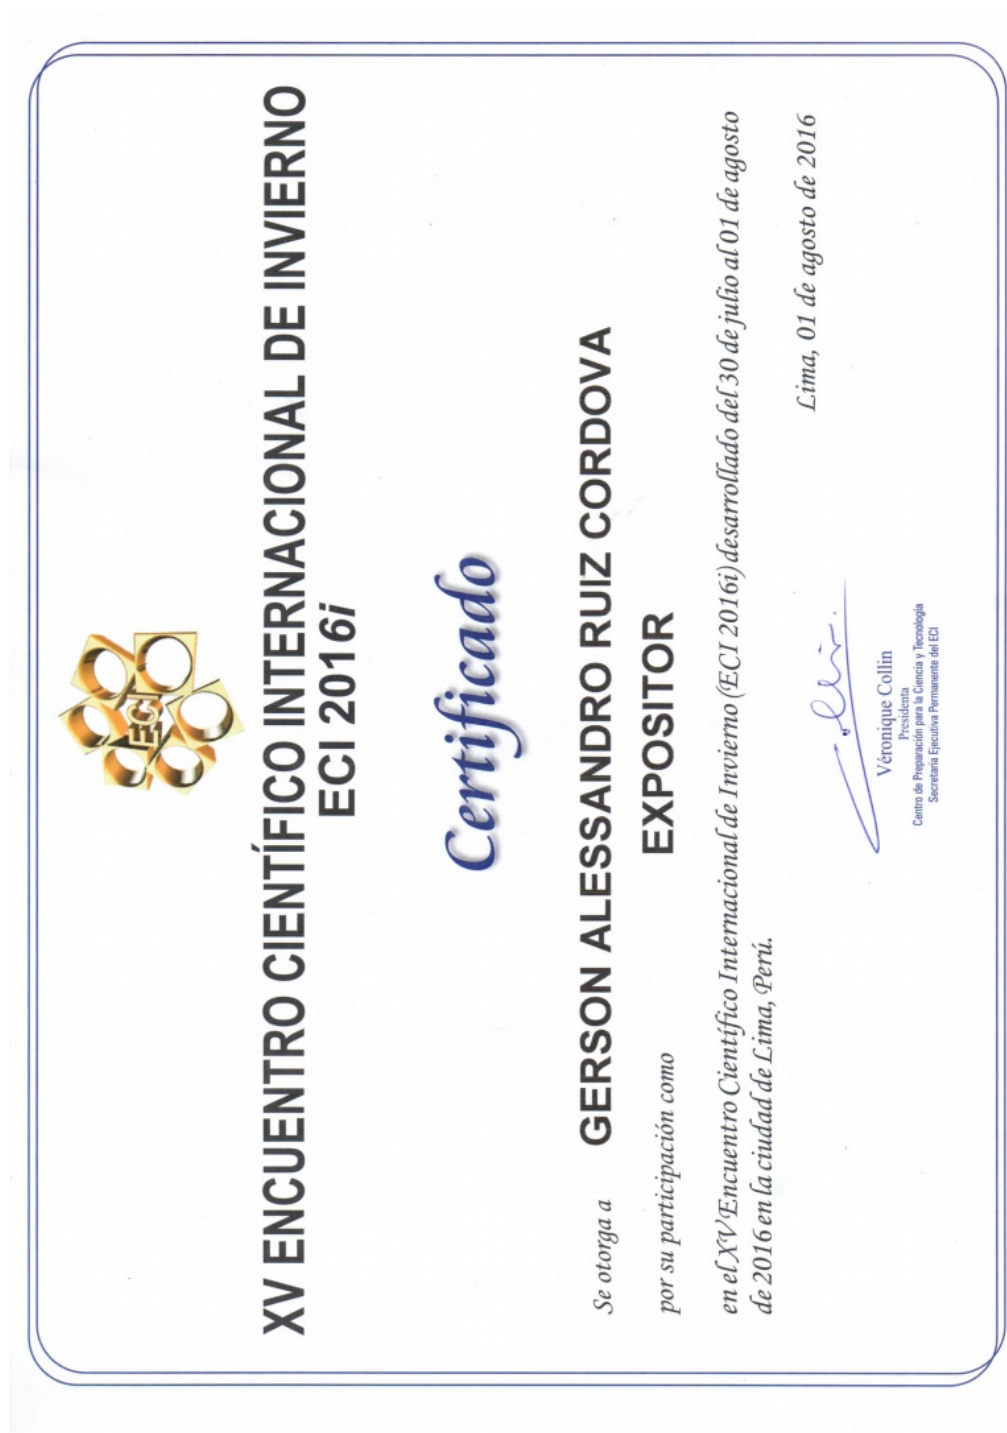 ECI
XV ENCUENTRO CIENTÍFICO INTERNACIONAL DE INVIERNO
ECI 2016i
Certificado
Se otorga a GERSON ALESSANDRO RUIZ CORDOVA
por su participación como EXPOSITOR
en el XV Encuentro Científico Internacional de Invierno (ECI 2016i) desarrollado del 30 de julio al 01 de agosto
de 2016 en la ciudad de Lima, Perú.
Lima, 01 de agosto de 2016
Véronique Collin
Presidenta
Centro de Preparación para la Ciencia y Tecnología
Secretaría Ejecutiva Permanente del ECI